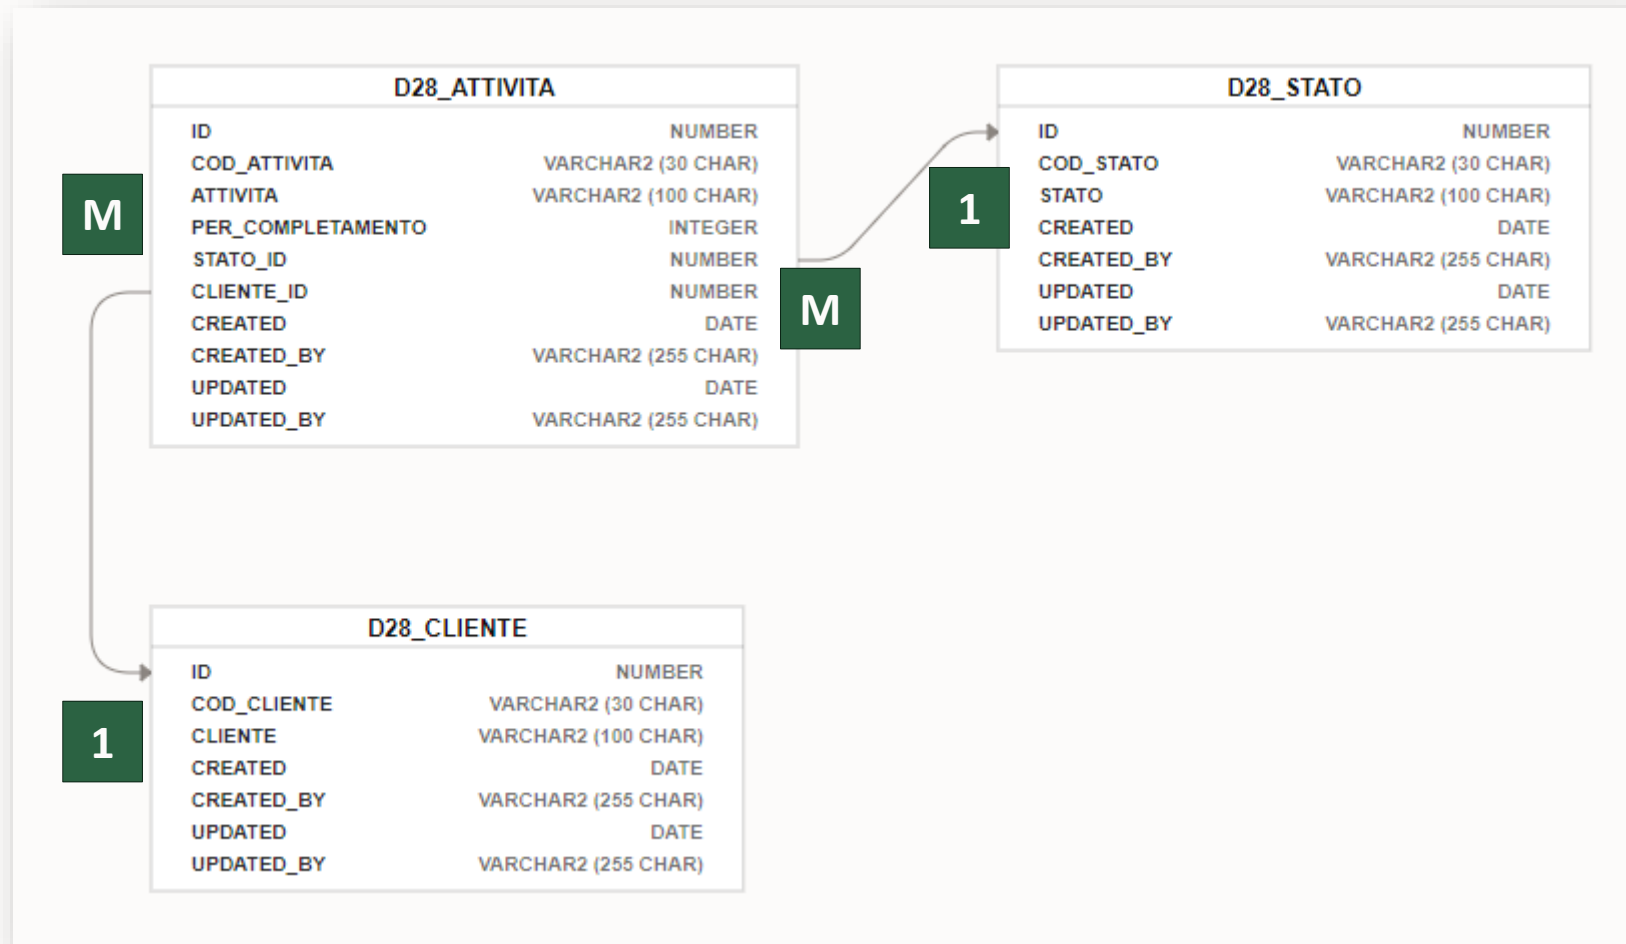 D28_ATTIVITA
ID NUMBER
COD_ATTIVITA VARCHAR2 (30 CHAR)
ATTIVITA VARCHAR2 (100 CHAR)
PER_COMPLETAMENTO INTEGER
STATO_ID NUMBER
CLIENTE_ID NUMBER
CREATED DATE
CREATED_BY VARCHAR2 (255 CHAR)
UPDATED DATE
UPDATED_BY VARCHAR2 (255 CHAR)
M
M
D28_STATO
ID NUMBER
COD_STATO VARCHAR2 (30 CHAR)
STATO VARCHAR2 (100 CHAR)
CREATED DATE
CREATED_BY VARCHAR2 (255 CHAR)
UPDATED DATE
UPDATED_BY VARCHAR2 (255 CHAR)
1
D28_CLIENTE
ID NUMBER
COD_CLIENTE VARCHAR2 (30 CHAR)
CLIENTE VARCHAR2 (100 CHAR)
CREATED DATE
CREATED_BY VARCHAR2 (255 CHAR)
UPDATED DATE
UPDATED_BY VARCHAR2 (255 CHAR)
1